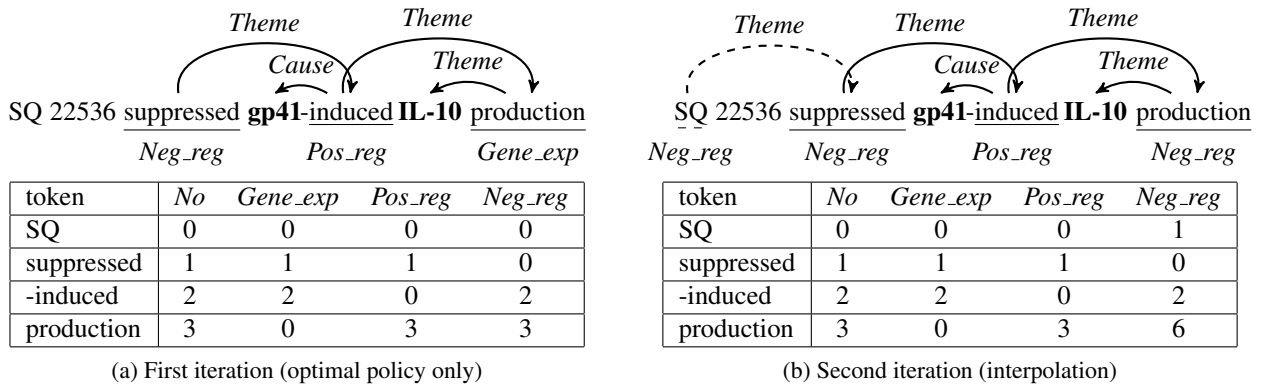 Theme Theme
Cause Theme
SQ 22536 suppressed gp41-induced IL-10 production
Neg_reg Pos_reg Gene_exp
token No Gene_exp Pos_reg Neg_reg
SQ 0 0 0 0
suppressed 1 1 1 0
-induced 2 2 0 2
production 3 0 3 3
(a) First iteration (optimal policy only)
Theme Theme Theme
Cause Theme
SQ 22536 suppressed gp41-induced IL-10 production
Neg_reg Neg_reg Pos_reg Neg_reg
token No Gene_exp Pos_reg Neg_reg
SQ 0 0 0 1
suppressed 1 1 1 0
-induced 2 2 0 2
production 3 0 3 6
(b) Second iteration (interpolation)